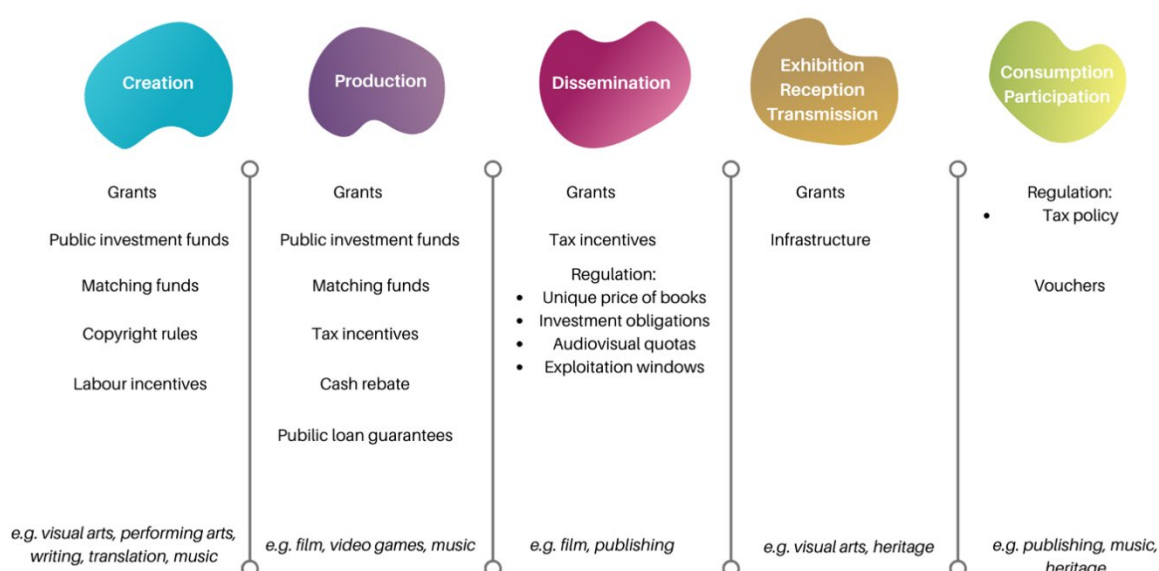 Creation
Grants
Public investment funds
Matching funds
Copyright rules
Labour incentives
e.g. visual arts, performing arts,
writing, translation, music
Production
Grants
Public investment funds
Matching funds
Tax incentives
Cash rebate
Pubilic loan guarantees
e.g. film, video games, music
Dissemination
Grants
Tax incentives
Regulation:
• Unique price of books
• Investment obligations
• Audiovisual quotas
• Exploitation windows
e.g. film, publishing
Exhibition
Reception
Transmission
Grants
Infrastructure
e.g. visual arts, heritage
Consumption
Participation
Regulation:
• Tax policy
Vouchers
e.g. publishing, music,
heritage